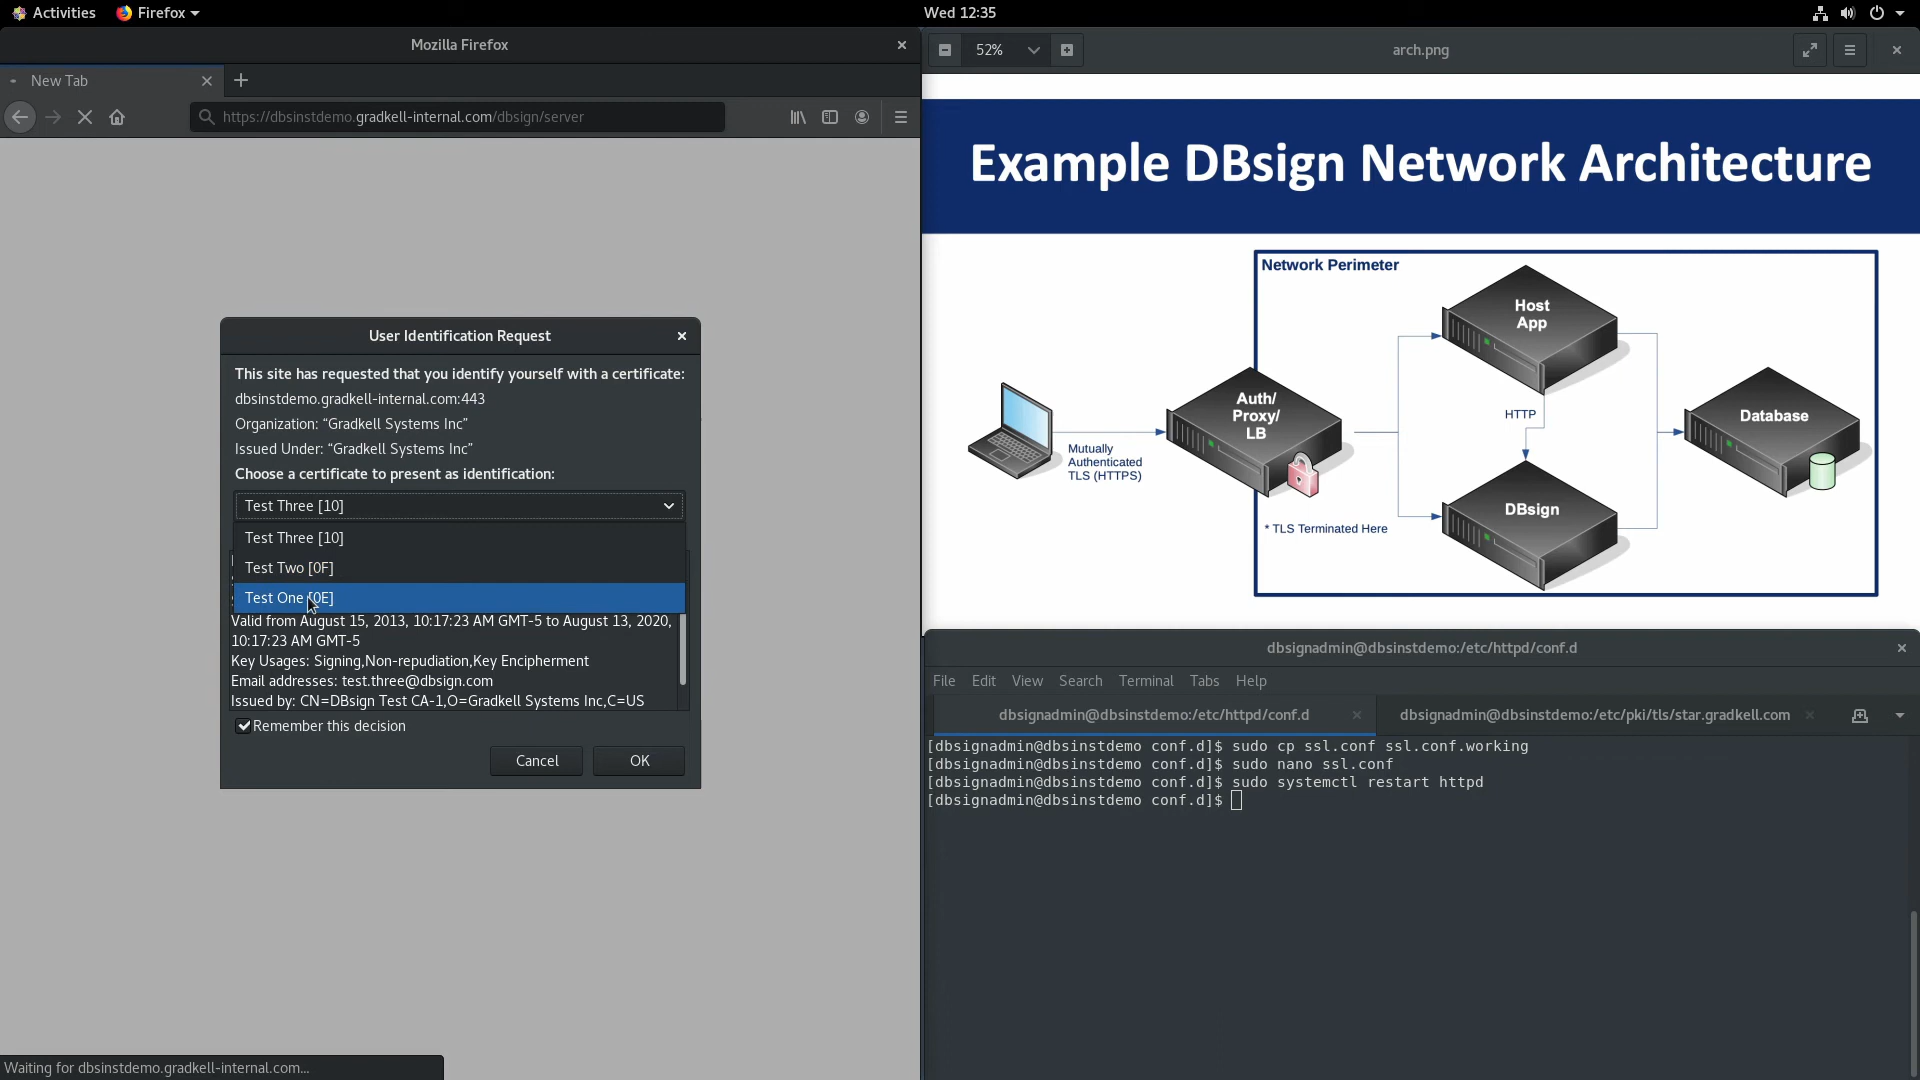 Activities
Firefox
Wed 12:35
Mozilla Firefox
New Tab
https://dbsinstdemo.gradkell-internal.com/dbsign/server
User Identification Request
This site has requested that you identify yourself with a certificate:
dbsinstdemo.gradkell-internal.com:443
Organization: “Gradkell Systems Inc”
Issued Under: “Gradkell Systems Inc”
Choose a certificate to present as identification:
Test Three [10]
Test Three [10]
Test Two [0F]
Test One [0E]
Valid from August 15, 2013, 10:17:23 AM GMT-5 to August 13, 2020,
10:17:23 AM GMT-5
Key Usages: Signing,Non-repudiation,Key Encipherment
Email addresses: test.three@dbsign.com
Issued by: CN=DBsign Test CA-1,O=Gradkell Systems Inc,C=US
Remember this decision
Cancel
OK
Waiting for dbsinstdemo.gradkell-internal.com...
52%
arch.png
Example DBsign Network Architecture
Network Perimeter
Host
App
HTTP
Auth/
Proxy/
LB
Database
Mutually
Authenticated
TLS (HTTPS)
DBsign
* TLS Terminated Here
dbsignadmin@dbsinstdemo:/etc/httpd/conf.d
File Edit View Search Terminal Tabs Help
dbsignadmin@dbsinstdemo:/etc/httpd/conf.d
dbsignadmin@dbsinstdemo:/etc/pki/tls/star.gradkell.com
[dbsignadmin@dbsinstdemo conf.d]$ sudo cp ssl.conf ssl.conf.working
[dbsignadmin@dbsinstdemo conf.d]$ sudo nano ssl.conf
[dbsignadmin@dbsinstdemo conf.d]$ sudo systemctl restart httpd
[dbsignadmin@dbsinstdemo conf.d]$